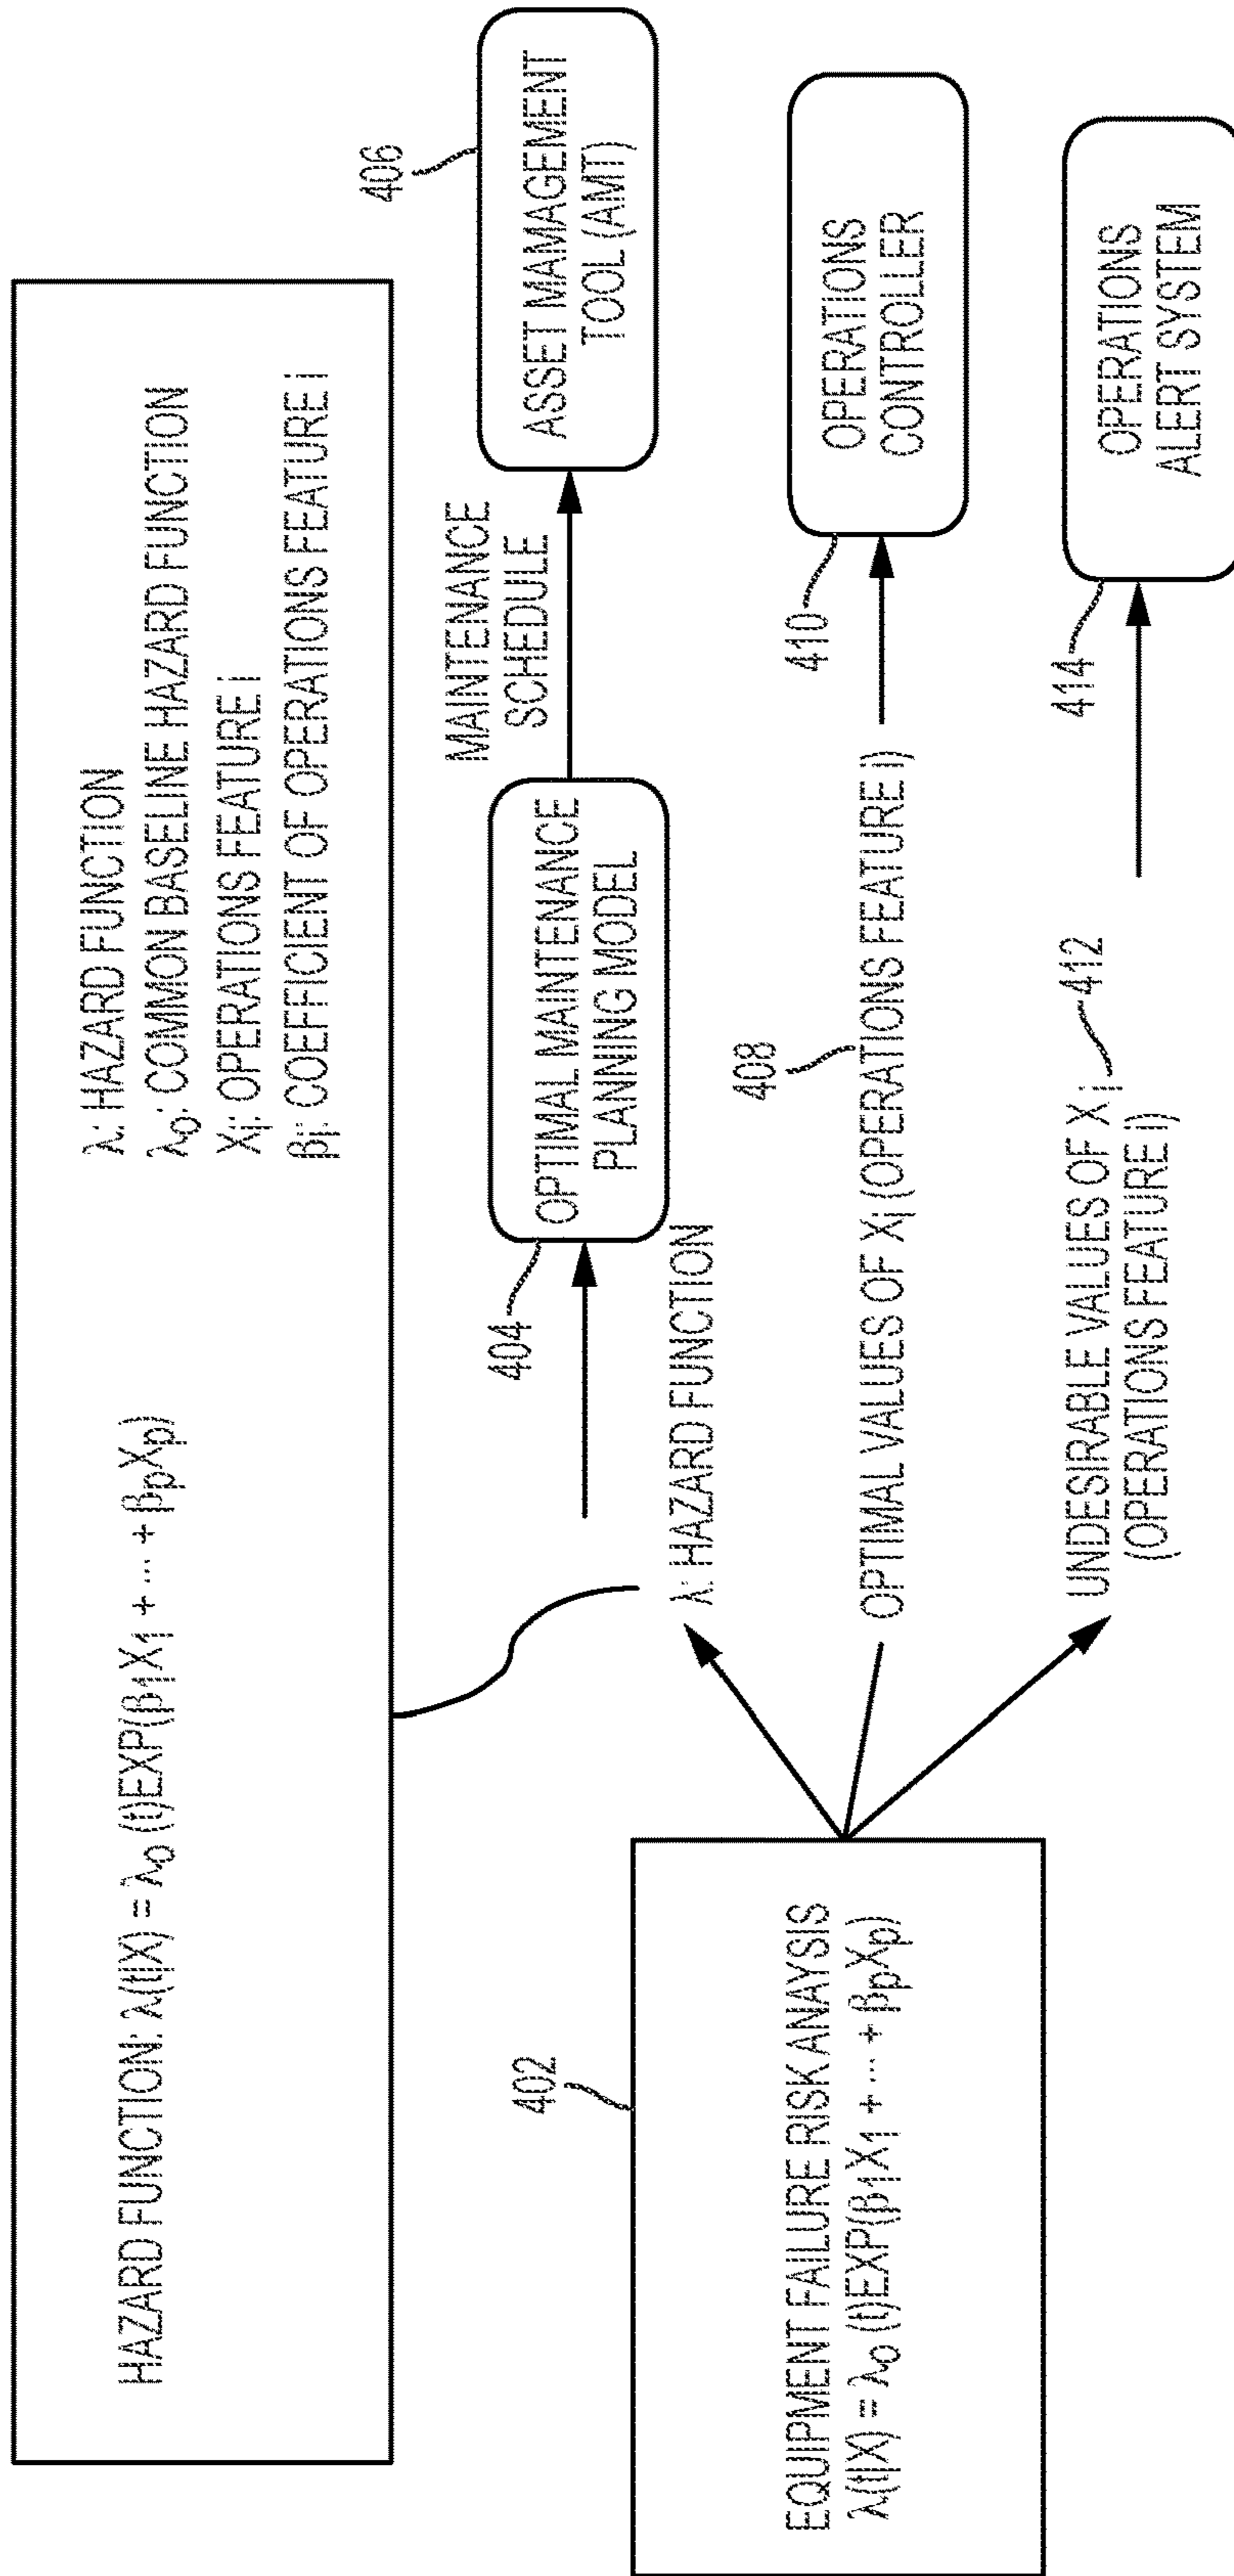 HAZARD FUNCTION: λ(t|X) = λ₀ (t)EXP(β₁X₁ + ... + βₚXₚ)
λ: HAZARD FUNCTION
λ₀: COMMON BASELINE HAZARD FUNCTION
Xᵢ: OPERATIONS FEATURE i
βᵢ: COEFFICIENT OF OPERATIONS FEATURE i
402
EQUIPMENT FAILURE RISK ANAYSIS
λ(t|X) = λ₀ (t)EXP(β₁X₁ + ... + βₚXₚ)
λ: HAZARD FUNCTION
404
OPTIMAL MAINTENANCE
PLANNING MODEL
MAINTENANCE
SCHEDULE
406
ASSET MAMAGEMENT
TOOL (AMT)
408
OPTIMAL VALUES OF Xᵢ (OPERATIONS FEATURE i)
410
OPERATIONS
CONTROLLER
UNDESIRABLE VALUES OF X ᵢ
(OPERATIONS FEATURE i)
412
414
OPERATIONS
ALERT SYSTEM